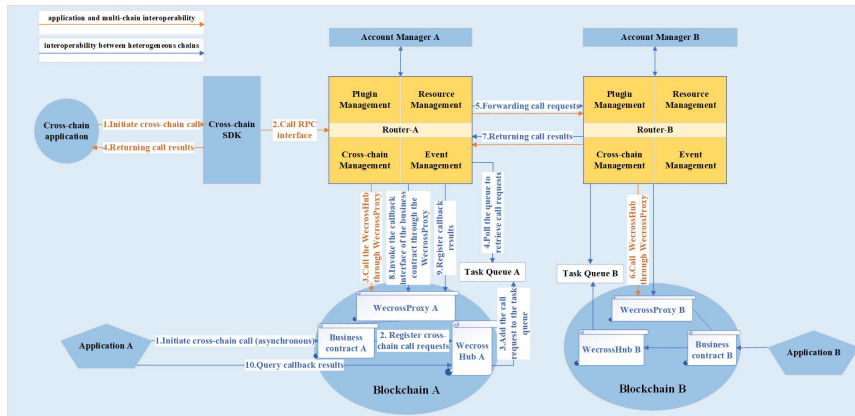 application and multi-chain interoperability
interoperability between heterogeneous chains
Account Manager A
Account Manager B
Plugin
Management
Resource
Management
Router-A
Cross-chain
Management
Event
Management
Plugin
Management
Resource
Management
Router-B
Cross-chain
Management
Event
Management
Cross-chain
application
1.Initiate cross-chain call
4.Returning call results
Cross-chain
SDK
2.Call RPC
interface
5.Forwarding call requests
7.Returning call results
3.Call the WecrossHub
through WecrossProxy
8.Invoke the callback
interface of the business
contract through the
WecrossProxy
9.Register callback
results
4.Poll the queue to
retrieve call requests
6.Call WecrossHub
through WecrossProxy
Task Queue A
Task Queue B
WecrossProxy A
WecrossProxy B
Application A
1.Initiate cross-chain call (asynchronous)
Business
contract A
2. Register cross-
chain call requests
Wecross
Hub A
3.Add the call
request to the task
queue
10.Query callback results
Blockchain A
WecrossHub B
Business
contract B
Application B
Blockchain B